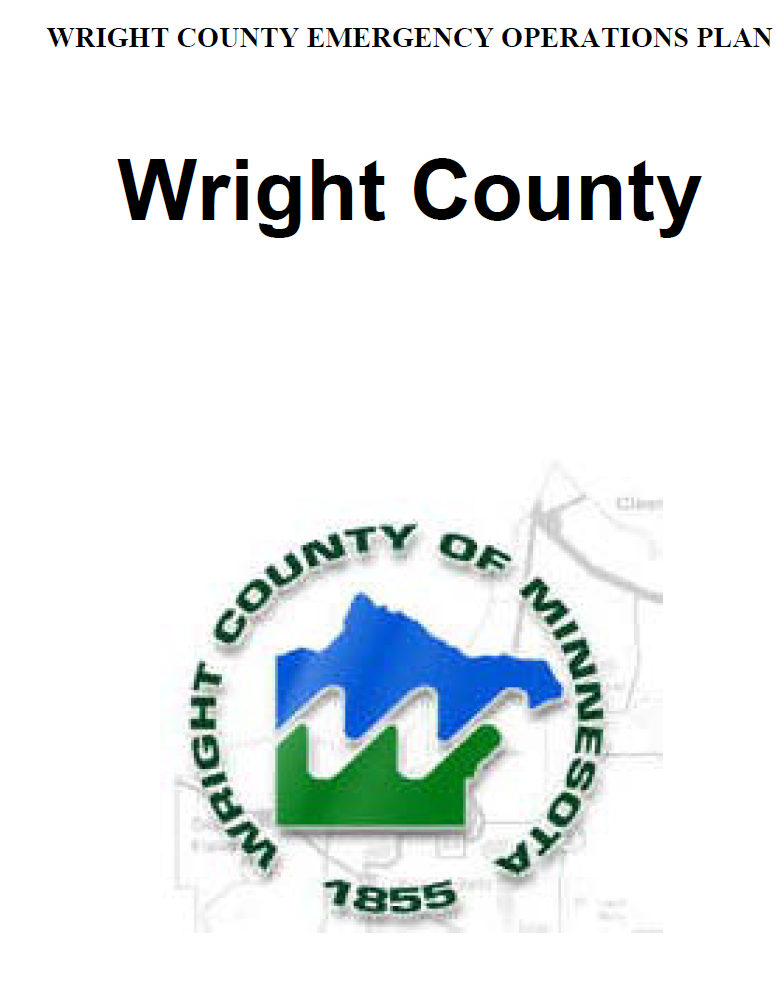 WRIGHT COUNTY EMERGENCY OPERATIONS PLAN
Wright County
WRIGHT COUNTY OF MINNESOTA
1855